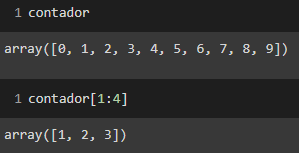 1 contador
array([0, 1, 2, 3, 4, 5, 6, 7, 8, 9])
1 contador[1:4]
array([1, 2, 3])